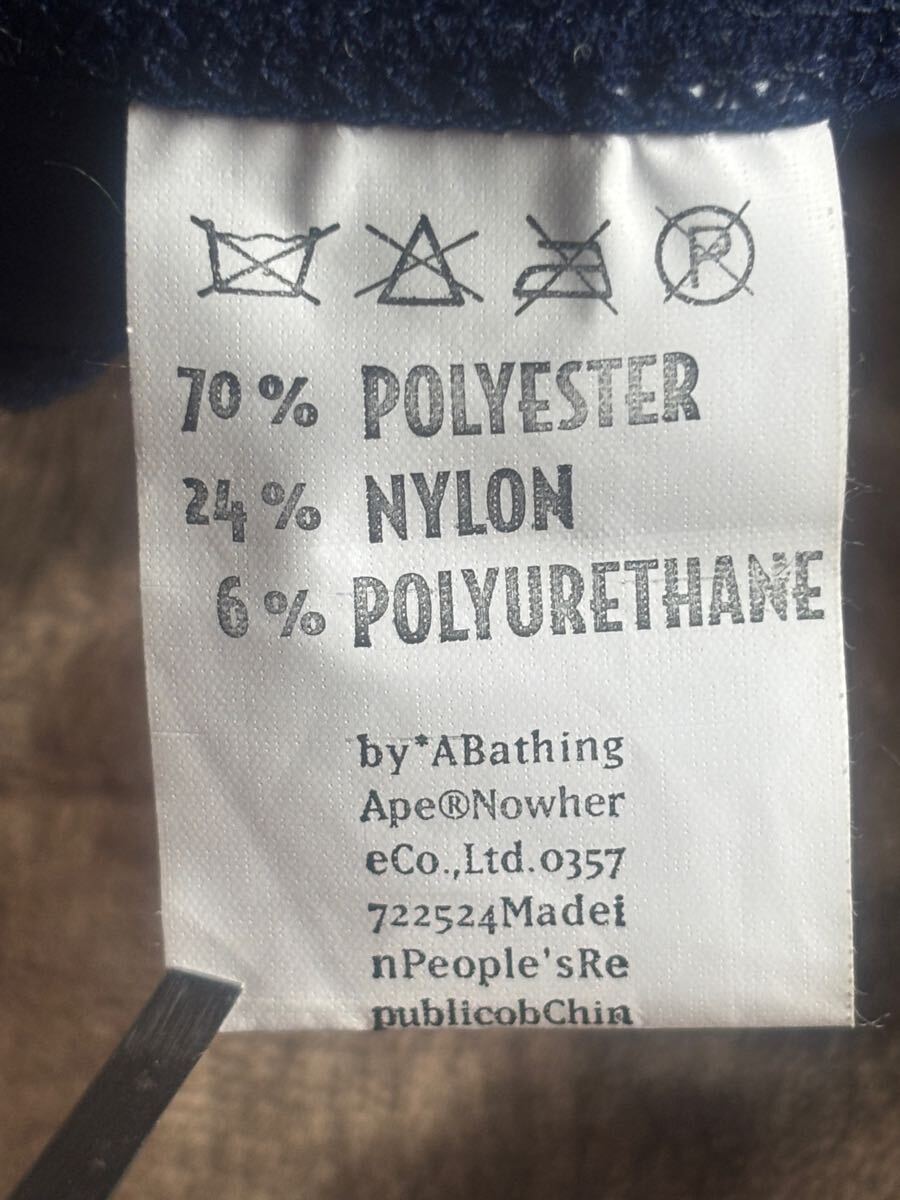 P
70% POLYESTER
24% NYLON
6% POLYURETHANE
by*ABathing
Ape®Nowher
eCo.,Ltd.0357
722524Madei
nPeople'sRe
publicobChin